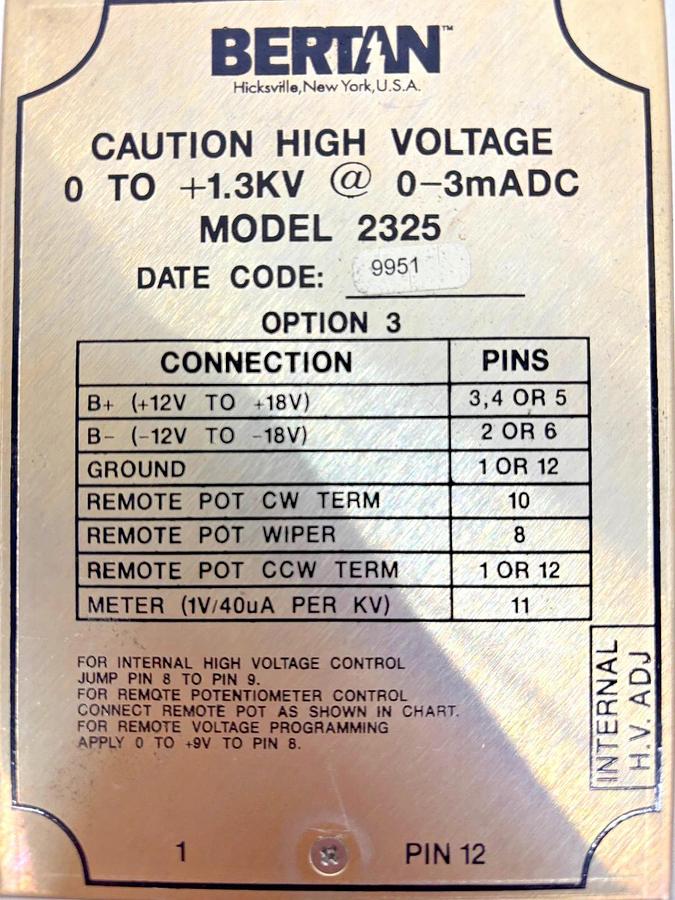 BERTAN™
Hicksville, New York, U.S.A.
CAUTION HIGH VOLTAGE
0 TO +1.3KV @ 0-3mADC
MODEL 2325
DATE CODE: 9951
OPTION 3
CONNECTION PINS
B+ (+12V TO +18V) 3,4 OR 5
B- (-12V TO -18V) 2 OR 6
GROUND 1 OR 12
REMOTE POT CW TERM 10
REMOTE POT WIPER 8
REMOTE POT CCW TERM 1 OR 12
METER (1V/40uA PER KV) 11
FOR INTERNAL HIGH VOLTAGE CONTROL
JUMP PIN 8 TO PIN 9.
FOR REMOTE POTENTIOMETER CONTROL
CONNECT REMOTE POT AS SHOWN IN CHART.
FOR REMOTE VOLTAGE PROGRAMMING
APPLY 0 TO +9V TO PIN 8.
INTERNAL
H.V. ADJ
1 PIN 12